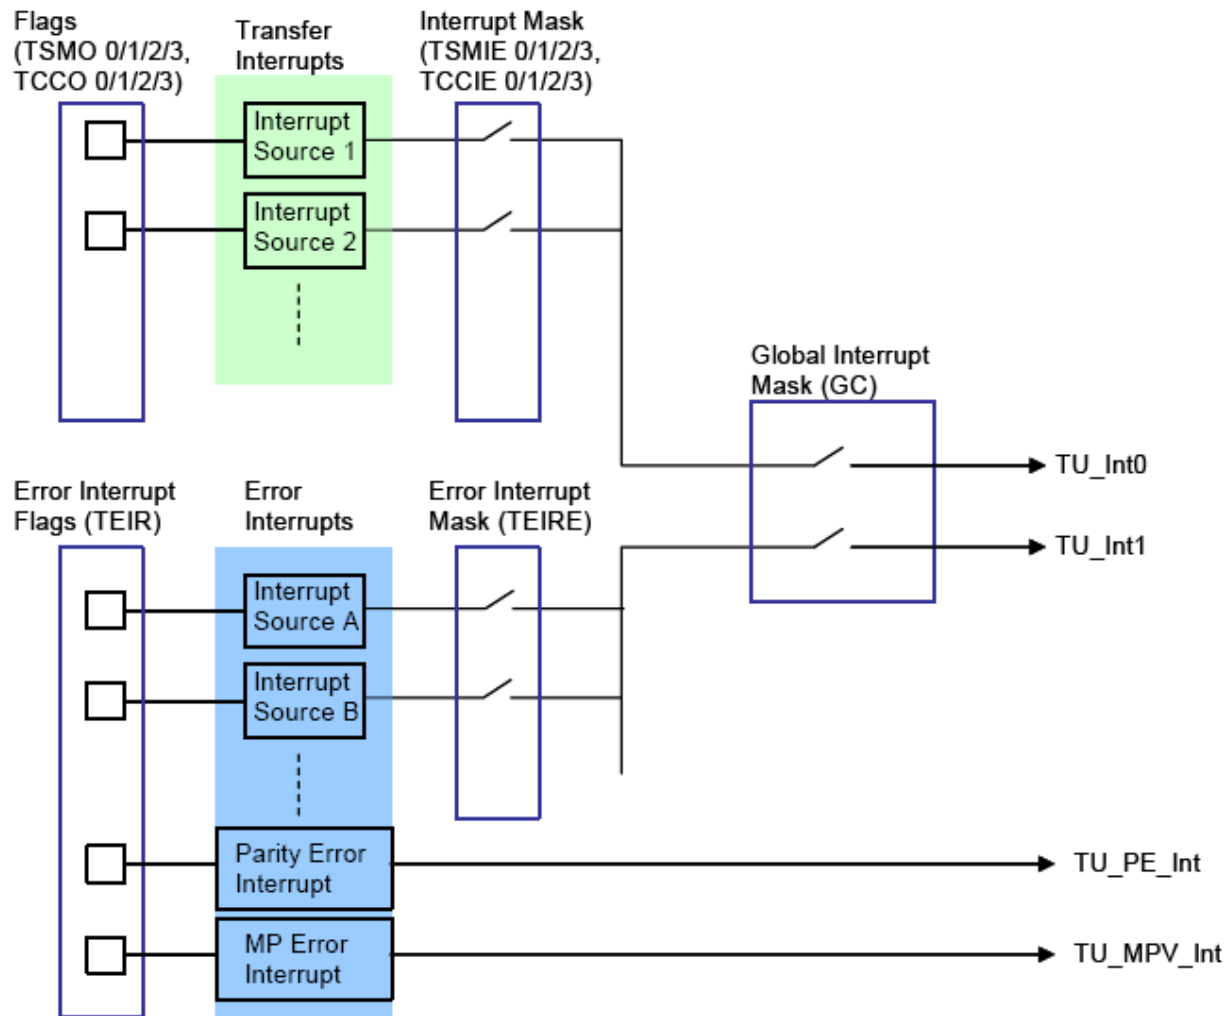 Flags
(TSMO 0/1/2/3,
TCCO 0/1/2/3)
Transfer
Interrupts
Interrupt Mask
(TSMIE 0/1/2/3,
TCCIE 0/1/2/3)
Interrupt
Source 1
Interrupt
Source 2
Global Interrupt
Mask (GC)
TU_Int0
TU_Int1
Error Interrupt
Flags (TEIR)
Error
Interrupts
Error Interrupt
Mask (TEIRE)
Interrupt
Source A
Interrupt
Source B
Parity Error
Interrupt
TU_PE_Int
MP Error
Interrupt
TU_MPV_Int